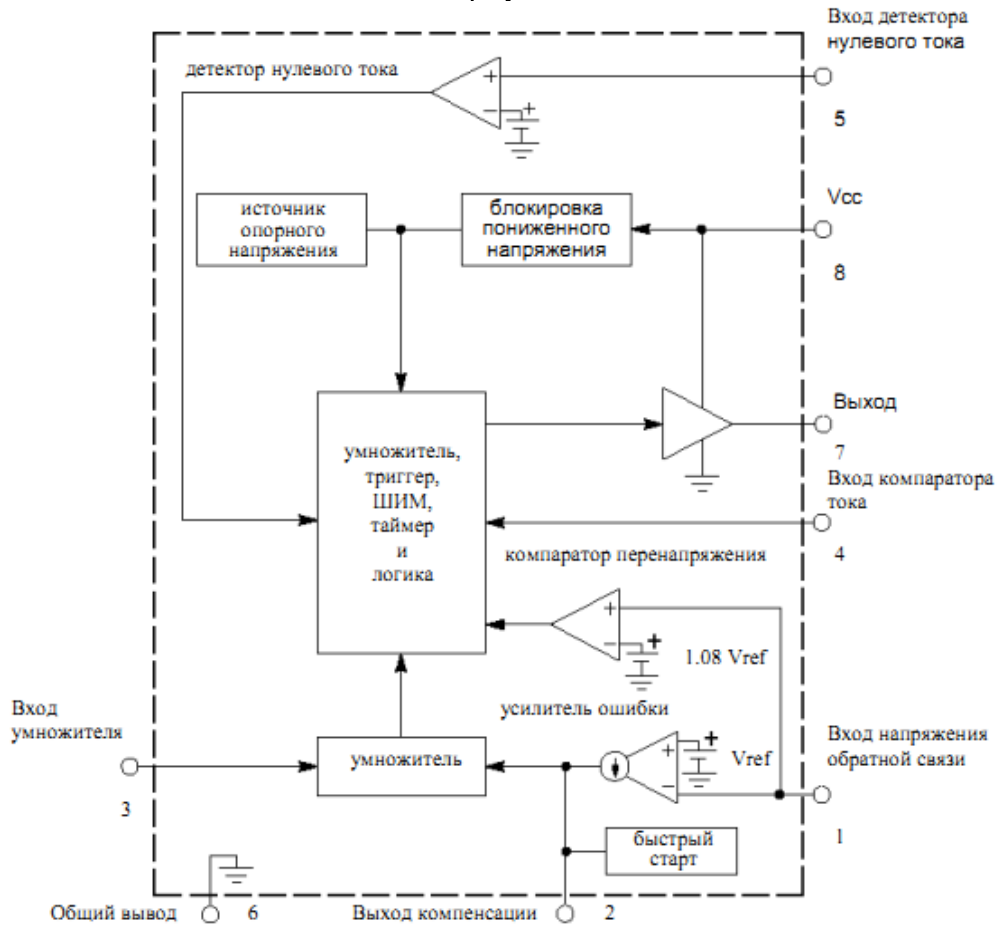 Вход детектора
нулевого тока
детектор нулевого тока
+
−
+
5
источник
опорного
напряжения
блокировка
пониженного
напряжения
Vcc
8
Выход
7
умножитель,
триггер,
ШИМ,
таймер
и
логика
Вход компаратора
тока
4
компаратор перенапряжения
+
−
+
1.08 Vref
Вход
умножителя
3
умножитель
усилитель ошибки
+
−
+
Vref
Вход напряжения
обратной связи
1
быстрый
старт
Общий вывод
6
Выход компенсации
2